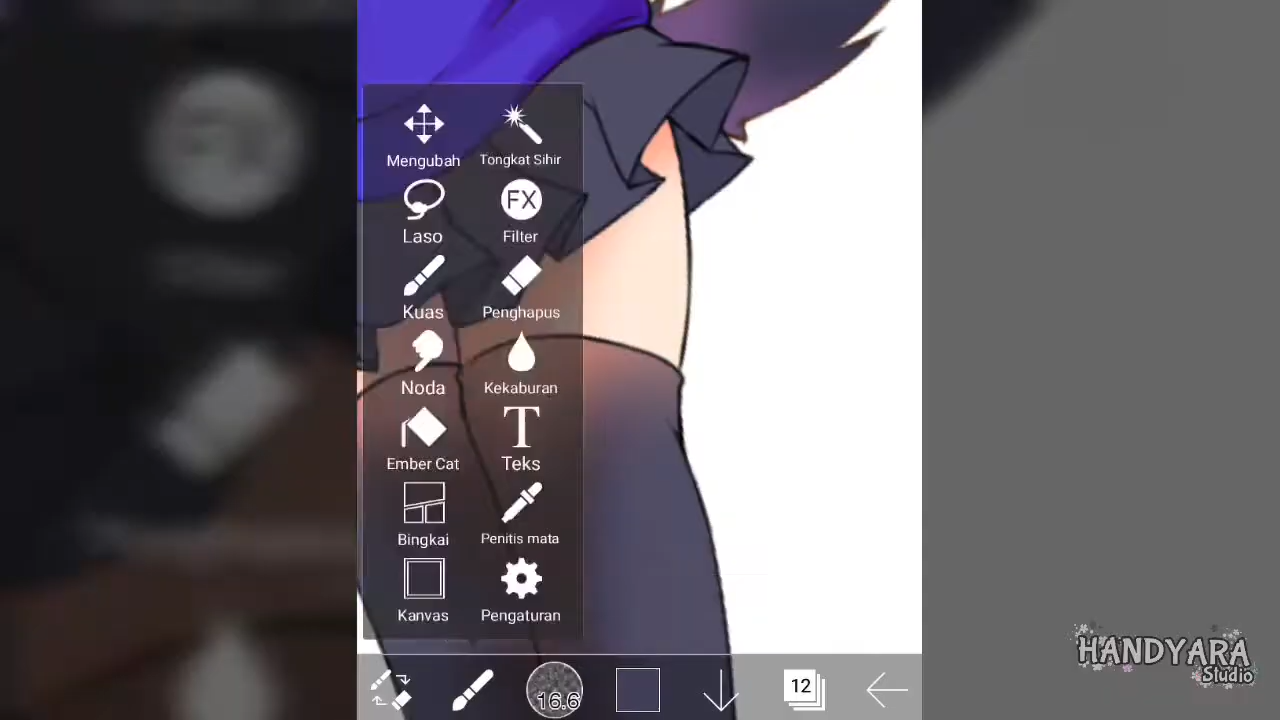 Mengubah Tongkat Sihir
Laso Filter
FX
Kuas Penghapus
Noda Kekaburan
Ember Cat Teks
T
Bingkai Penitis mata
Kanvas Pengaturan
16.6 12
HANDYARA
Studio